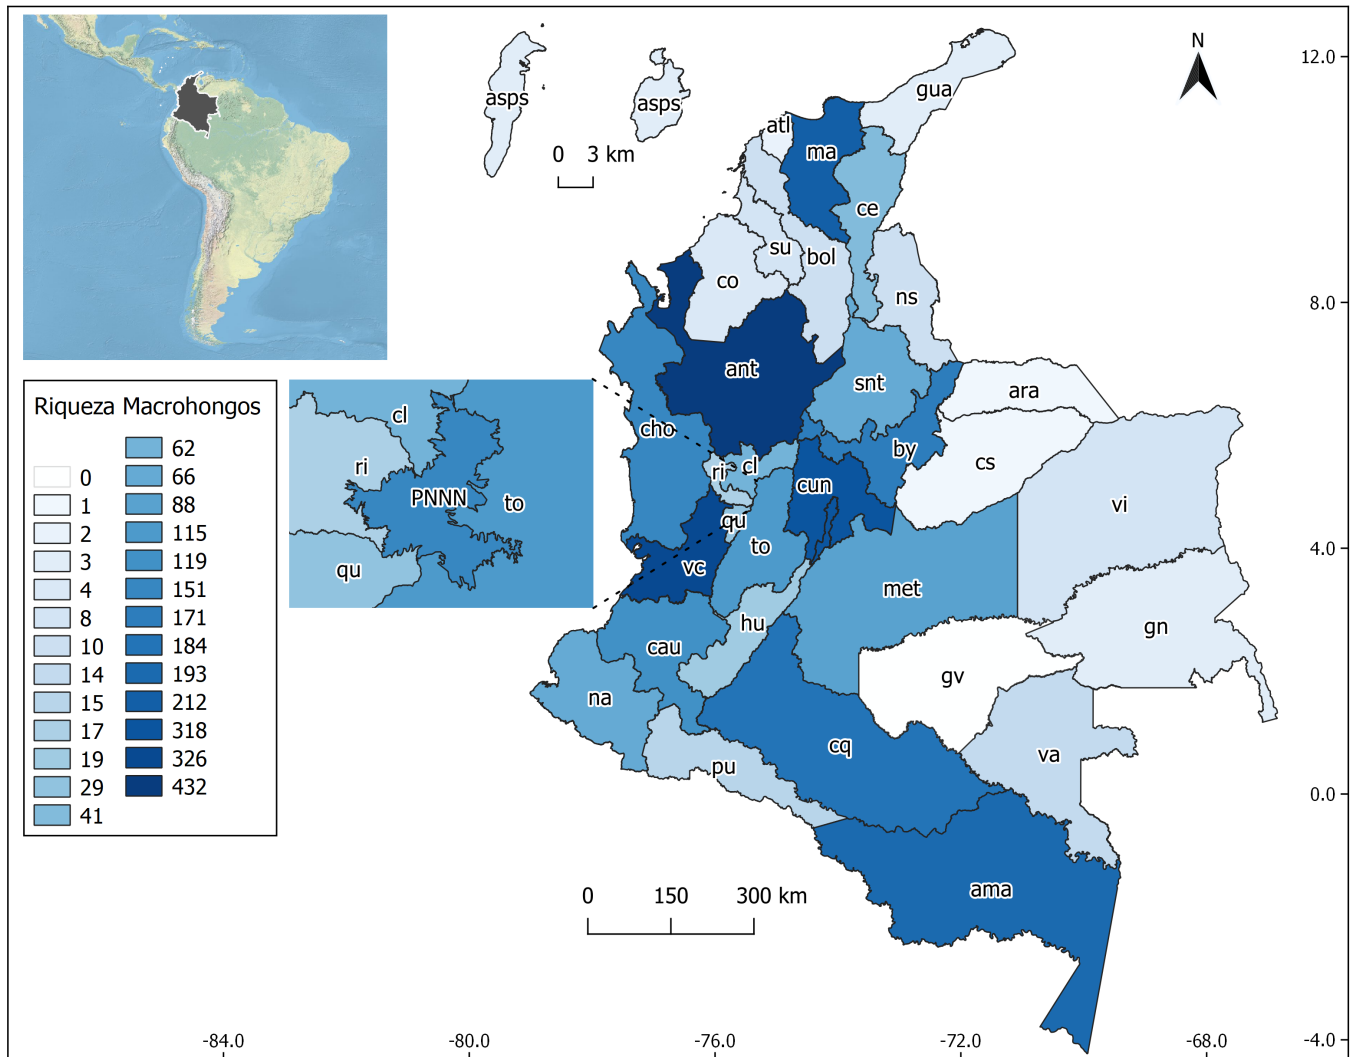 N
12.0
8.0
4.0
0.0
-4.0
-84.0
-80.0
-76.0
-72.0
-68.0
asps
asps
0 3 km
gua
atl
ma
ce
su
bol
co
ns
ant
snt
ara
cho
by
cs
ri
cl
cun
vi
qu
to
vc
met
hu
gn
cau
gv
na
cq
va
pu
ama
0 150 300 km
Riqueza Macrohongos
0
1
2
3
4
8
10
14
15
17
19
29
41
62
66
88
115
119
151
171
184
193
212
318
326
432
cl
ri
PNNN
to
qu